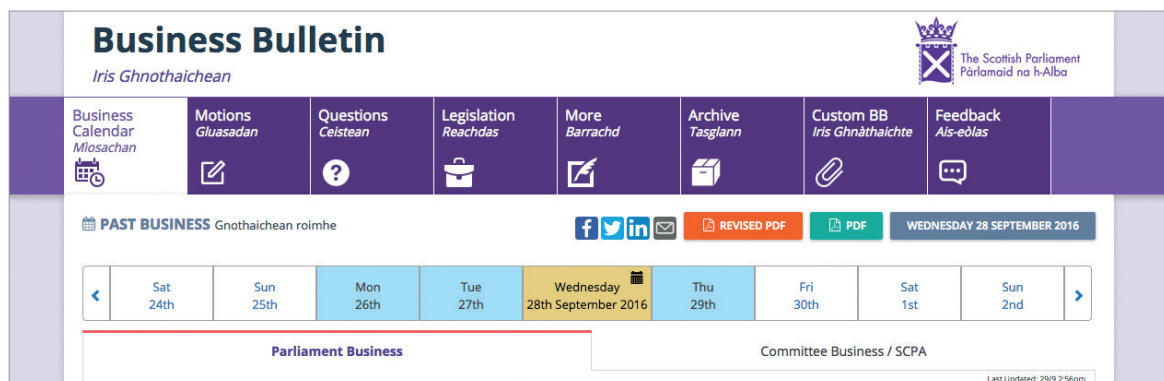 Business Bulletin
Iris Ghnothaichean
The Scottish Parliament
Pàrlamaid na h-Alba
Business
Calendar
Mìosachan
Motions
Gluasadan
Questions
Ceistean
Legislation
Reachdas
More
Barrachd
Archive
Tasglann
Custom BB
Iris Ghnàthaichte
Feedback
Ais-eòlas
PAST BUSINESS Gnothaichean roimhe
REVISED PDF
PDF
WEDNESDAY 28 SEPTEMBER 2016
Sat
24th
Sun
25th
Mon
26th
Tue
27th
Wednesday
28th September 2016
Thu
29th
Fri
30th
Sat
1st
Sun
2nd
Parliament Business
Committee Business / SCPA
Last Updated: 29/9 2:56pm